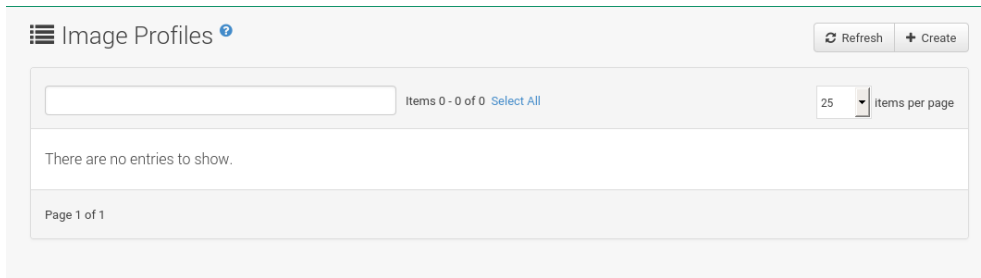 Image Profiles ?
Refresh + Create
Items 0 - 0 of 0 Select All 25 items per page
There are no entries to show.
Page 1 of 1